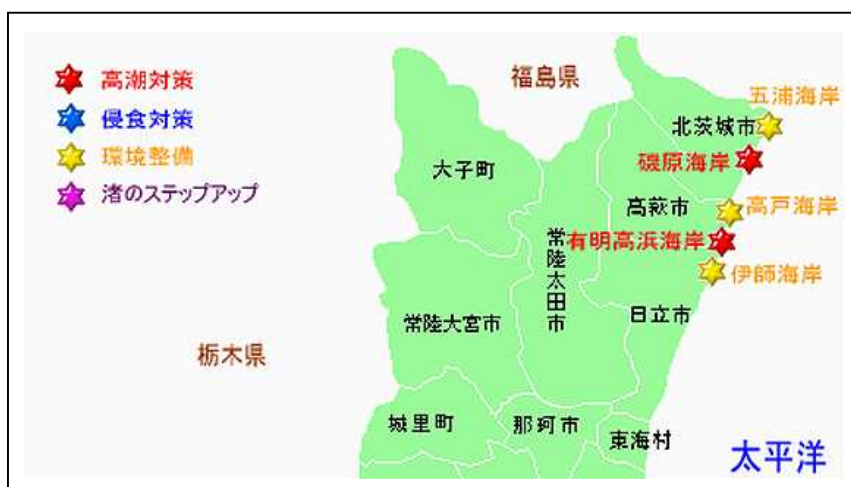 高潮対策
侵食対策
環境整備
渚のステップアップ
福島県
五浦海岸
北茨城市
磯原海岸
大子町
高萩市
高戸海岸
有明高浜海岸
伊師海岸
常陸太田市
日立市
常陸大宮市
栃木県
城里町
那珂市
東海村
太平洋